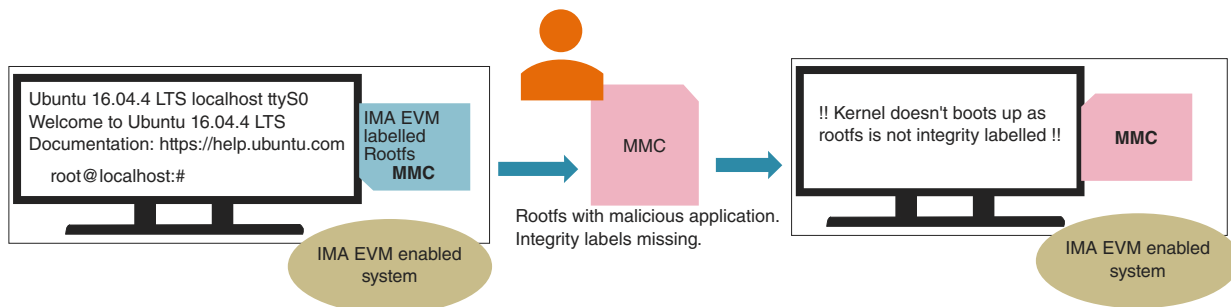 Ubuntu 16.04.4 LTS localhost ttyS0
Welcome to Ubuntu 16.04.4 LTS
Documentation: https://help.ubuntu.com
root@localhost:#
IMA EVM
labelled
Rootfs
MMC
IMA EVM enabled
system
MMC
Rootfs with malicious application.
Integrity labels missing.
!! Kernel doesn't boots up as
rootfs is not integrity labelled !!
MMC
IMA EVM enabled
system